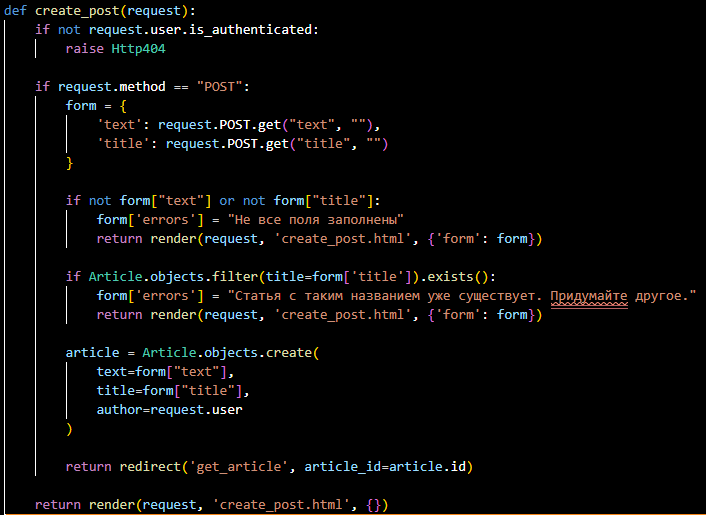 def create_post(request):
    if not request.user.is_authenticated:
        raise Http404
    if request.method == "POST":
        form = {
            'text': request.POST.get("text", ""),
            'title': request.POST.get("title", "")
        }
        if not form["text"] or not form["title"]:
            form['errors'] = "Не все поля заполнены"
            return render(request, 'create_post.html', {'form': form})
        if Article.objects.filter(title=form['title']).exists():
            form['errors'] = "Статья с таким названием уже существует. Придумайте другое."
            return render(request, 'create_post.html', {'form': form})
        article = Article.objects.create(
            text=form["text"],
            title=form["title"],
            author=request.user
        )
        return redirect('get_article', article_id=article.id)
    return render(request, 'create_post.html', {})